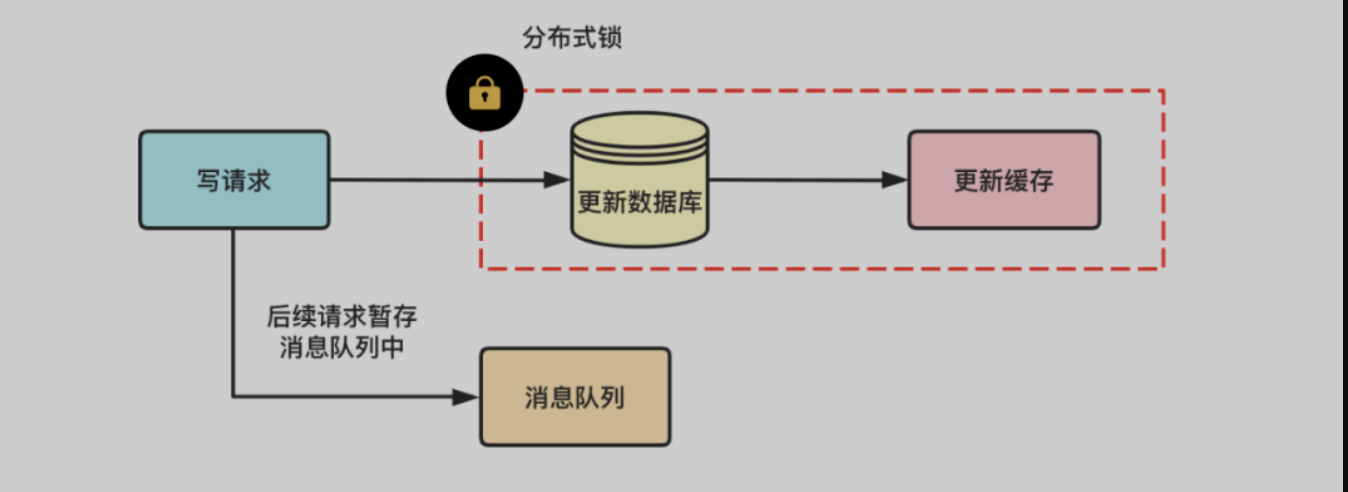 分布式锁
写请求
更新数据库
更新缓存
后续请求暂存
消息队列中
消息队列